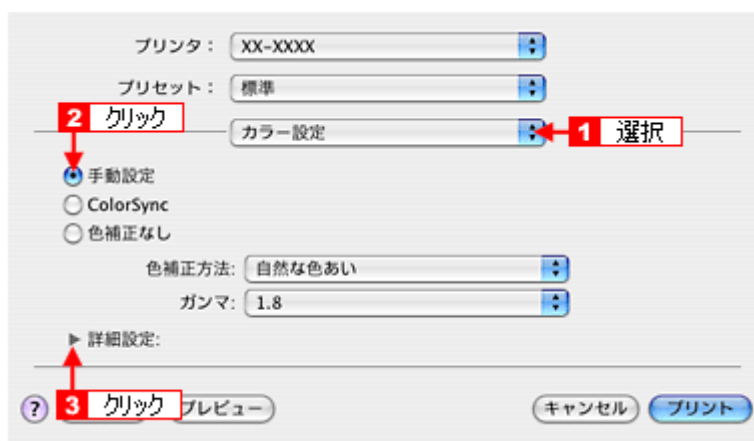 プリンタ： XX-XXXX
プリセット： 標準
2 クリック
カラー設定
1 選択
手動設定
ColorSync
色補正なし
色補正方法: 自然な色あい
ガンマ: 1.8
詳細設定:
? 3 クリック プレビュー キャンセル プリント